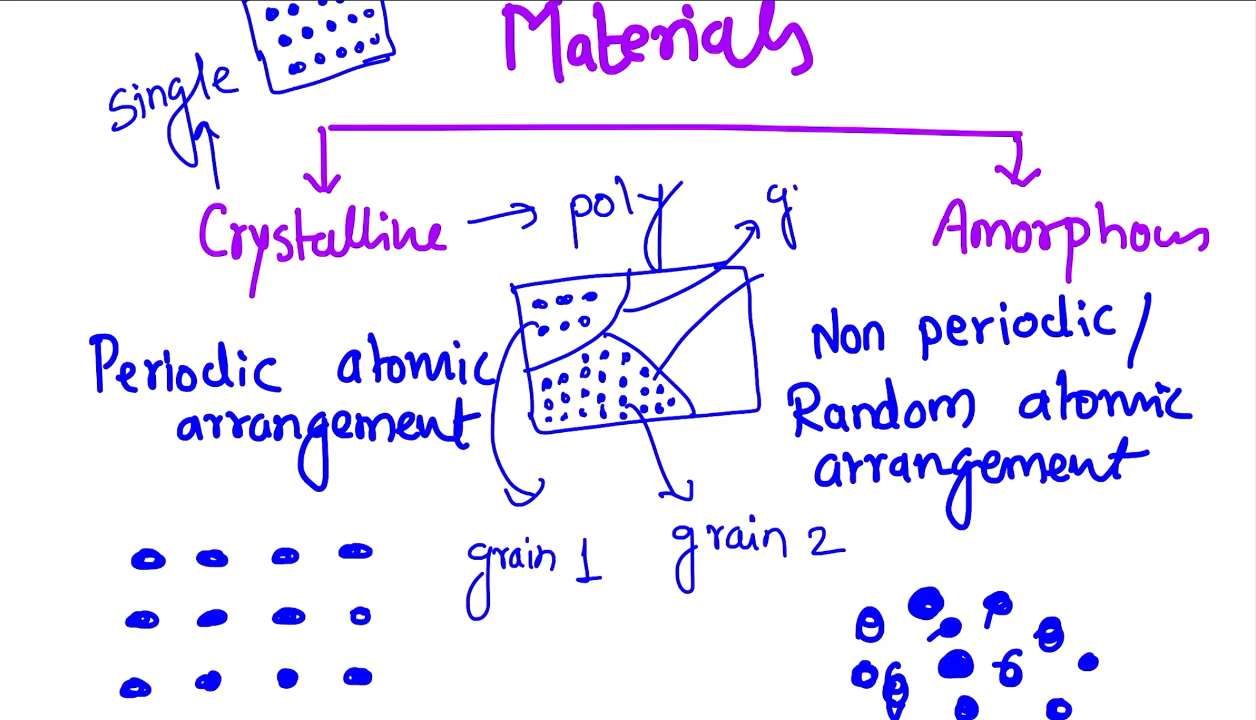 Materials
Single
Crystalline
poly
g
Amorphous
Periodic atomic
arrangement
Non periodic/
Random atomic
arrangement
grain 1
grain 2